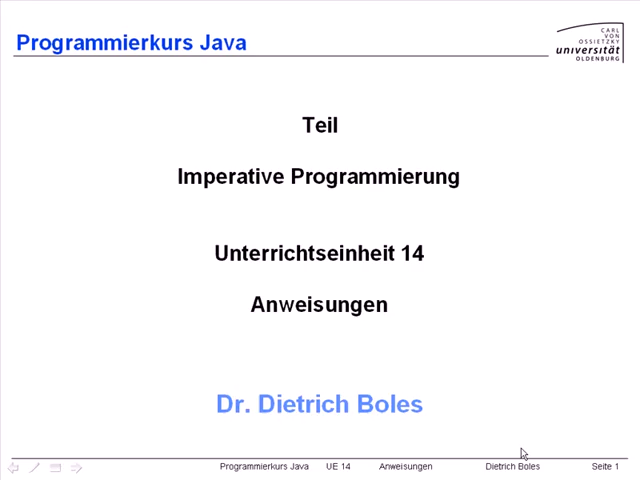 Programmierkurs Java
CARL
VON
OSSIETZKY
universität
OLDENBURG
Teil
Imperative Programmierung
Unterrichtseinheit 14
Anweisungen
Dr. Dietrich Boles
Programmierkurs Java UE 14 Anweisungen Dietrich Boles Seite 1